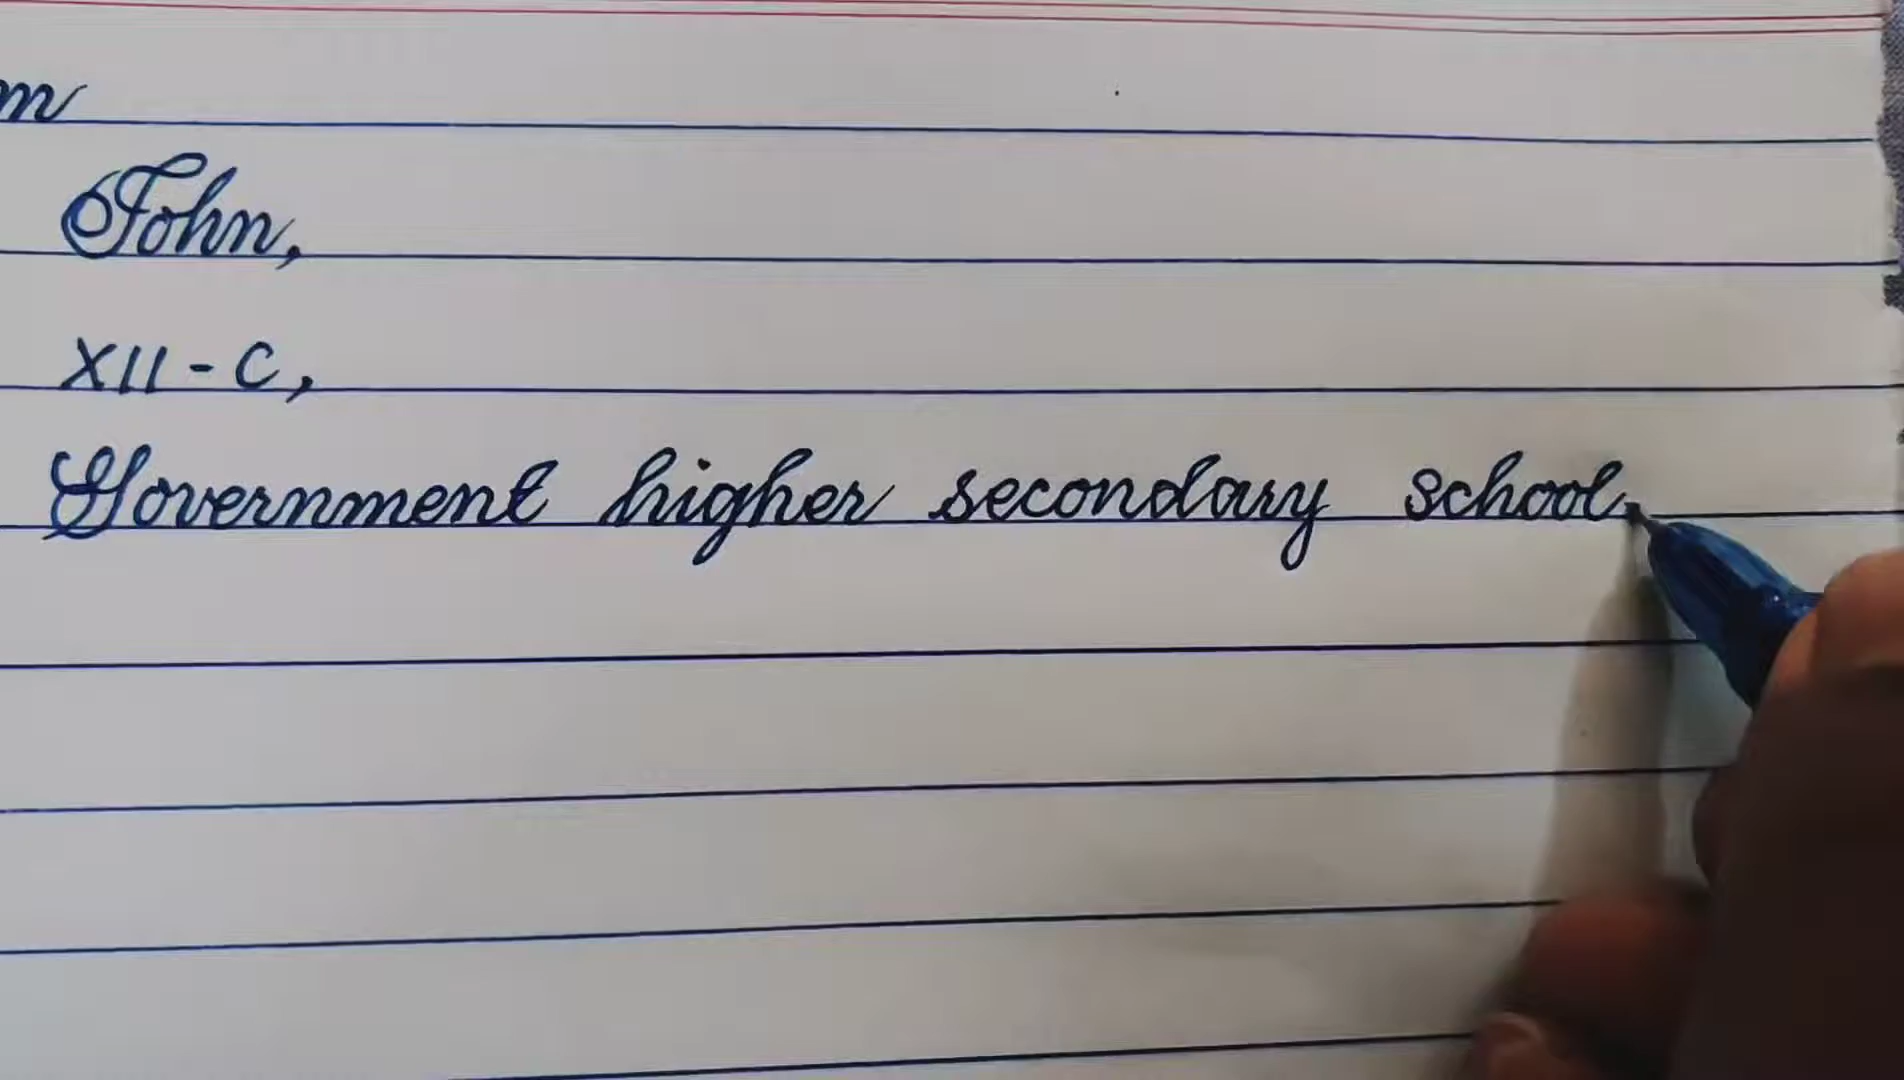 m
John,
XII - C,
Government higher secondary school,